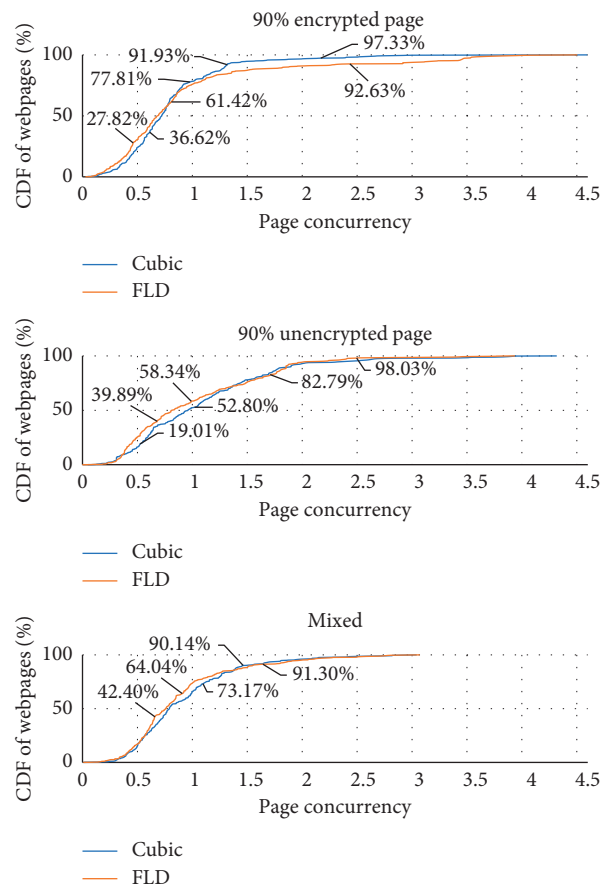 90% encrypted page
CDF of webpages (%)
100
50
0
91.93%
97.33%
77.81%
61.42%
92.63%
27.82%
36.62%
0 0.5 1 1.5 2 2.5 3 3.5 4 4.5
Page concurrency
Cubic
FLD
90% unencrypted page
CDF of webpages (%)
100
50
0
58.34%
98.03%
39.89%
82.79%
52.80%
19.01%
0 0.5 1 1.5 2 2.5 3 3.5 4 4.5
Page concurrency
Cubic
FLD
Mixed
CDF of webpages (%)
100
50
0
90.14%
64.04%
91.30%
42.40%
73.17%
0 0.5 1 1.5 2 2.5 3 3.5 4 4.5
Page concurrency
Cubic
FLD